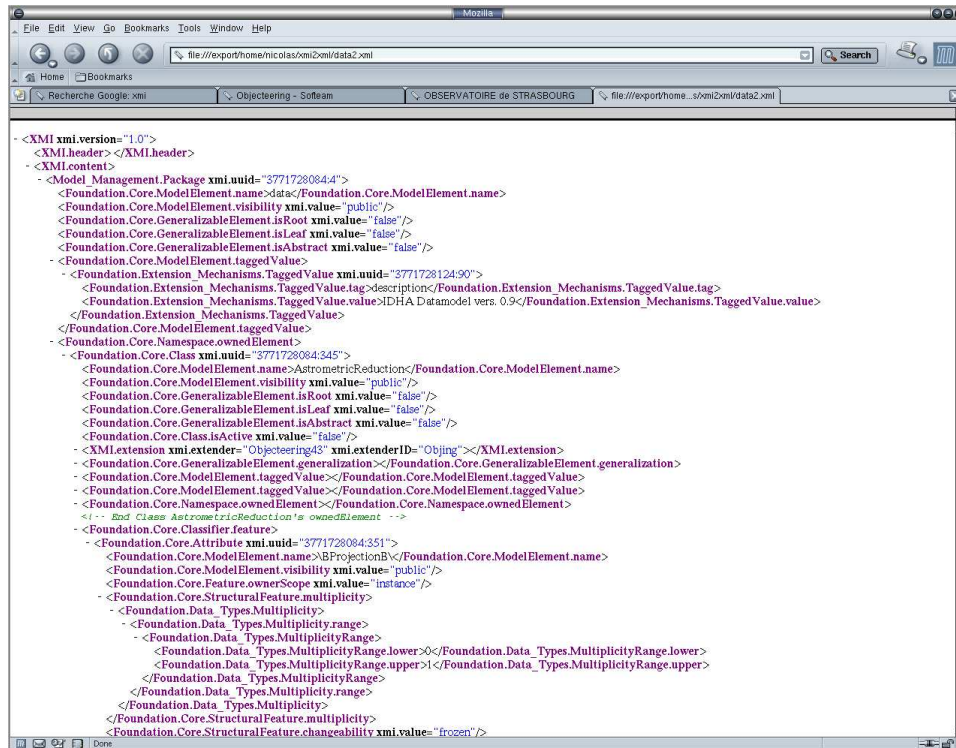 Mozilla
File Edit View Go Bookmarks Tools Window Help
file:///export/home/nicolas/xmi2xml/data2.xml Search
Home Bookmarks
Recherche Google: xmi Objecteering - Softeam OBSERVATOIRE de STRASBOURG file:///export/home...s/xmi2xml/data2.xml
- <XMI xmi.version="1.0">
<XMI.header> </XMI.header>
- <XMI.content>
- <Model_Management.Package xmi.uuid="3771728084:4">
<Foundation.Core.ModelElement.name>data</Foundation.Core.ModelElement.name>
<Foundation.Core.ModelElement.visibility xmi.value="public"/>
<Foundation.Core.GeneralizableElement.isRoot xmi.value="false"/>
<Foundation.Core.GeneralizableElement.isLeaf xmi.value="false"/>
<Foundation.Core.GeneralizableElement.isAbstract xmi.value="false"/>
- <Foundation.Core.ModelElement.taggedValue>
- <Foundation.Extension_Mechanisms.TaggedValue xmi.uuid="3771728124:90">
<Foundation.Extension_Mechanisms.TaggedValue.tag>description</Foundation.Extension_Mechanisms.TaggedValue.tag>
<Foundation.Extension_Mechanisms.TaggedValue.value>IDHA Datamodel vers. 0.9</Foundation.Extension_Mechanisms.TaggedValue.value>
</Foundation.Extension_Mechanisms.TaggedValue>
</Foundation.Core.ModelElement.taggedValue>
- <Foundation.Core.Namespace.ownedElement>
- <Foundation.Core.Class xmi.uuid="3771728084:345">
<Foundation.Core.ModelElement.name>AstrometricReduction</Foundation.Core.ModelElement.name>
<Foundation.Core.ModelElement.visibility xmi.value="public"/>
<Foundation.Core.GeneralizableElement.isRoot xmi.value="false"/>
<Foundation.Core.GeneralizableElement.isLeaf xmi.value="false"/>
<Foundation.Core.GeneralizableElement.isAbstract xmi.value="false"/>
<Foundation.Core.Class.isActive xmi.value="false"/>
- <XMI.extension xmi.extender="Objecteering43" xmi.extenderID="Objing"></XMI.extension>
- <Foundation.Core.GeneralizableElement.generalization></Foundation.Core.GeneralizableElement.generalization>
- <Foundation.Core.ModelElement.taggedValue></Foundation.Core.ModelElement.taggedValue>
- <Foundation.Core.ModelElement.taggedValue></Foundation.Core.ModelElement.taggedValue>
- <Foundation.Core.Namespace.ownedElement></Foundation.Core.Namespace.ownedElement>
<!-- End Class AstrometricReduction's ownedElement -->
- <Foundation.Core.Classifier.feature>
- <Foundation.Core.Attribute xmi.uuid="3771728084:351">
<Foundation.Core.ModelElement.name>\BProjectionB\</Foundation.Core.ModelElement.name>
<Foundation.Core.ModelElement.visibility xmi.value="public"/>
<Foundation.Core.Feature.ownerScope xmi.value="instance"/>
- <Foundation.Core.StructuralFeature.multiplicity>
- <Foundation.Data_Types.Multiplicity>
- <Foundation.Data_Types.Multiplicity.range>
- <Foundation.Data_Types.MultiplicityRange>
<Foundation.Data_Types.MultiplicityRange.lower>0</Foundation.Data_Types.MultiplicityRange.lower>
<Foundation.Data_Types.MultiplicityRange.upper>1</Foundation.Data_Types.MultiplicityRange.upper>
</Foundation.Data_Types.MultiplicityRange>
</Foundation.Data_Types.Multiplicity.range>
</Foundation.Data_Types.Multiplicity>
</Foundation.Core.StructuralFeature.multiplicity>
<Foundation.Core.StructuralFeature.changeability xmi.value="frozen"/>
Done